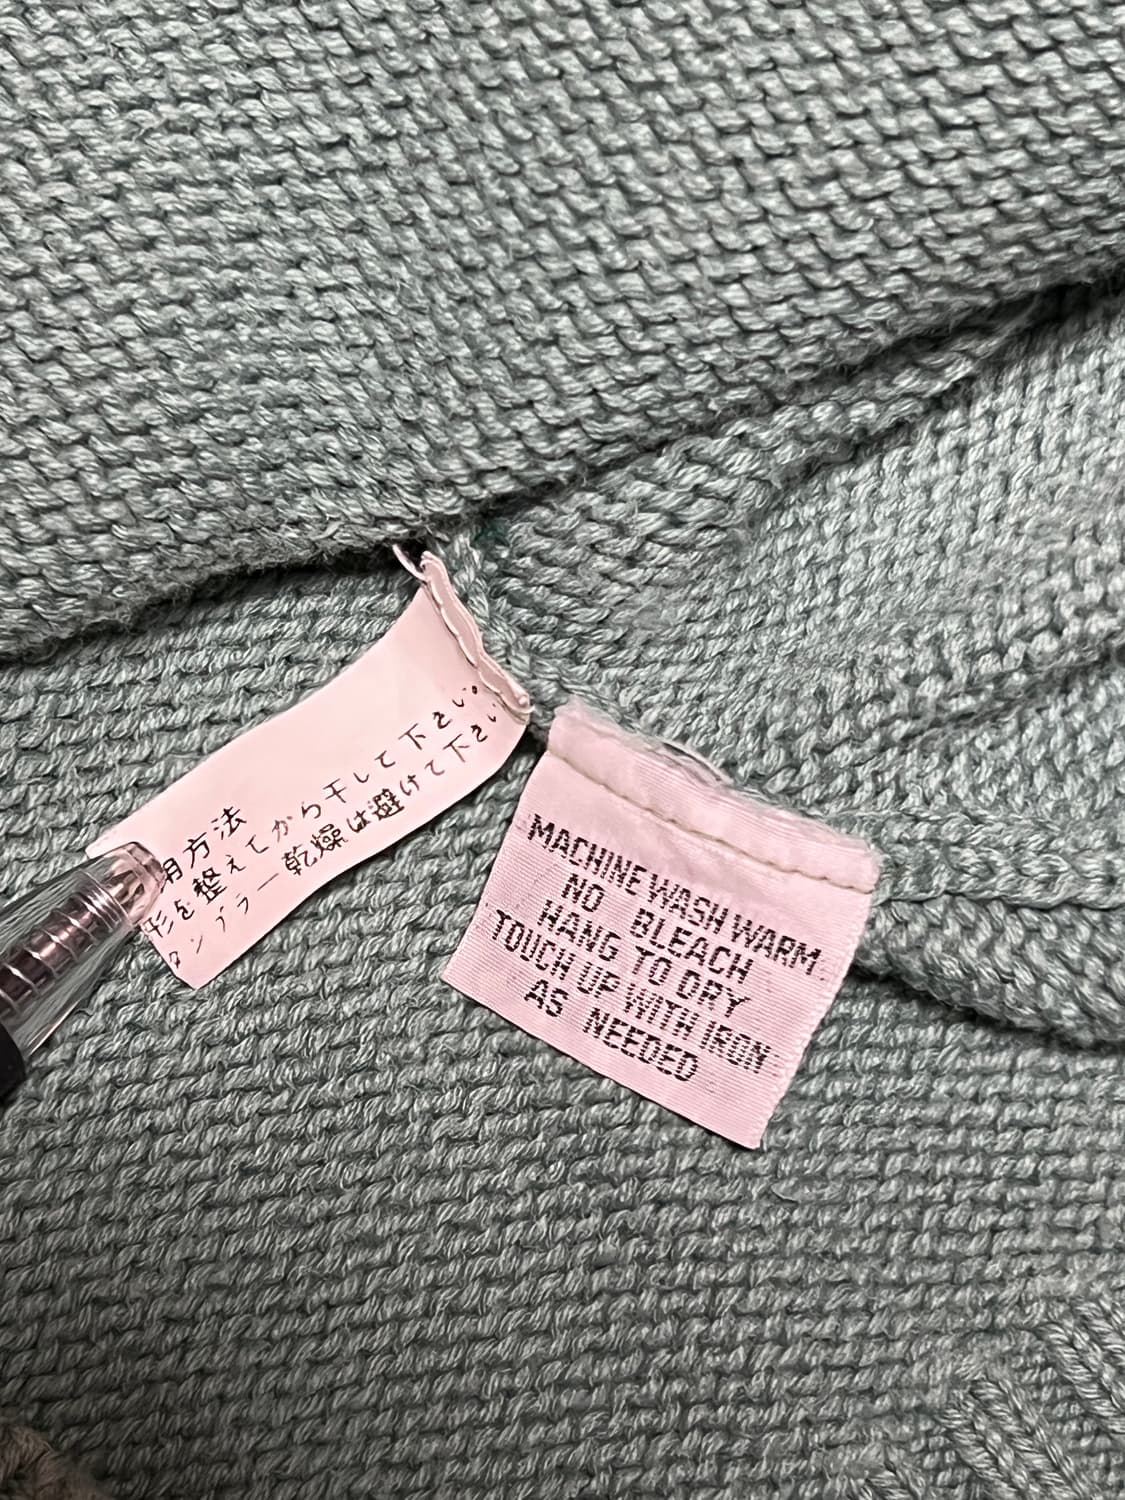 用方法
形を整えてから干して下さい。
タンブラー乾燥は避けて下さい
MACHINE WASH WARM
NO BLEACH
HANG TO DRY
TOUCH UP WITH IRON
AS NEEDED